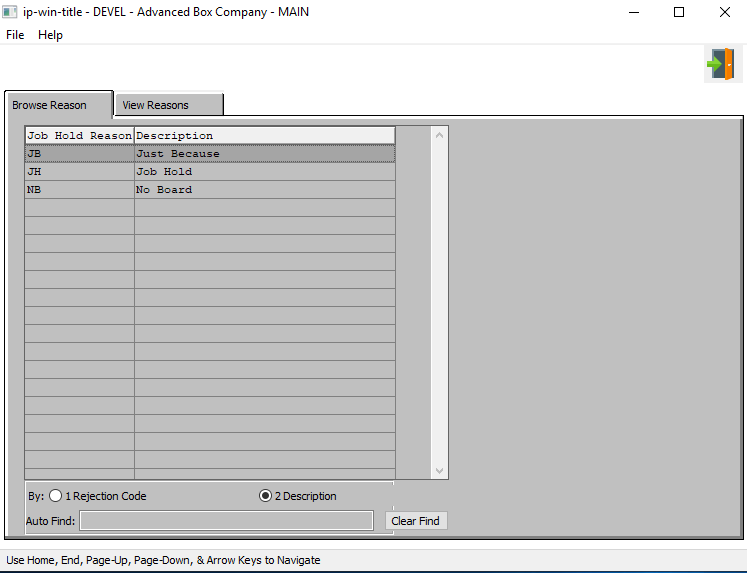 ip-win-title - DEVEL - Advanced Box Company - MAIN
File Help
Browse Reason View Reasons
Job Hold Reason Description
JB Just Because
JH Job Hold
NB No Board
By: 1 Rejection Code 2 Description
Auto Find: Clear Find
Use Home, End, Page-Up, Page-Down, & Arrow Keys to Navigate